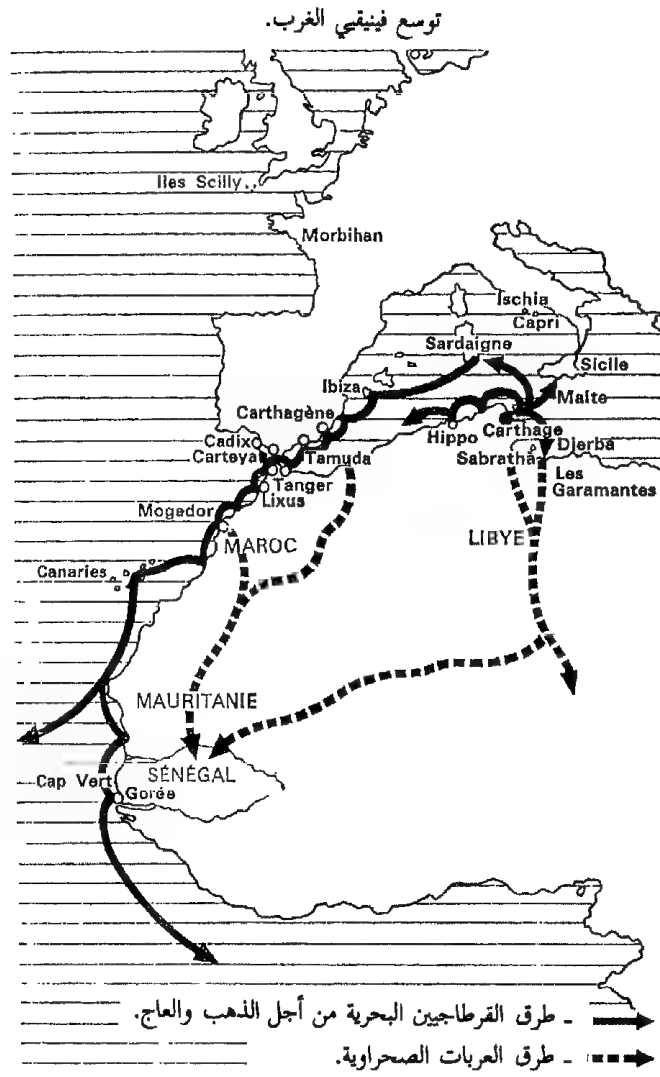 توسع فينيقيي الغرب.
Iles Scilly
Morbihan
Ischia
Capri
Sardaigne
Sicile
Ibiza
Malte
Carthagène
Cadix
Hippo
Carthage
Carteya
Tamuda
Sabratha
Djerba
Tanger
Les
Garamantes
Lixus
Mogador
MAROC
LIBYE
Canaries
MAURITANIE
Cap Vert
SÉNÉGAL
Gorée
ـ طرق القرطاجيين البحرية من أجل الذهب والعاج.
ـ طرق العربات الصحراوية.